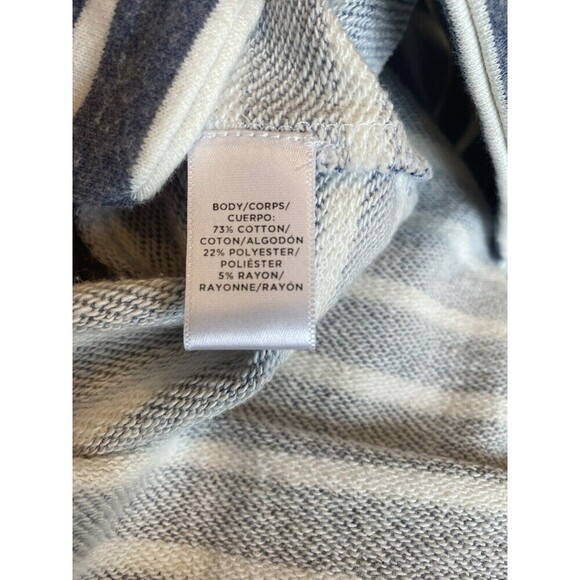 BODY/CORPS/
CUERPO:
73% COTTON/
COTON/ALGODÓN
22% POLYESTER/
POLIÉSTER
5% RAYON/
RAYONNE/RAYÓN